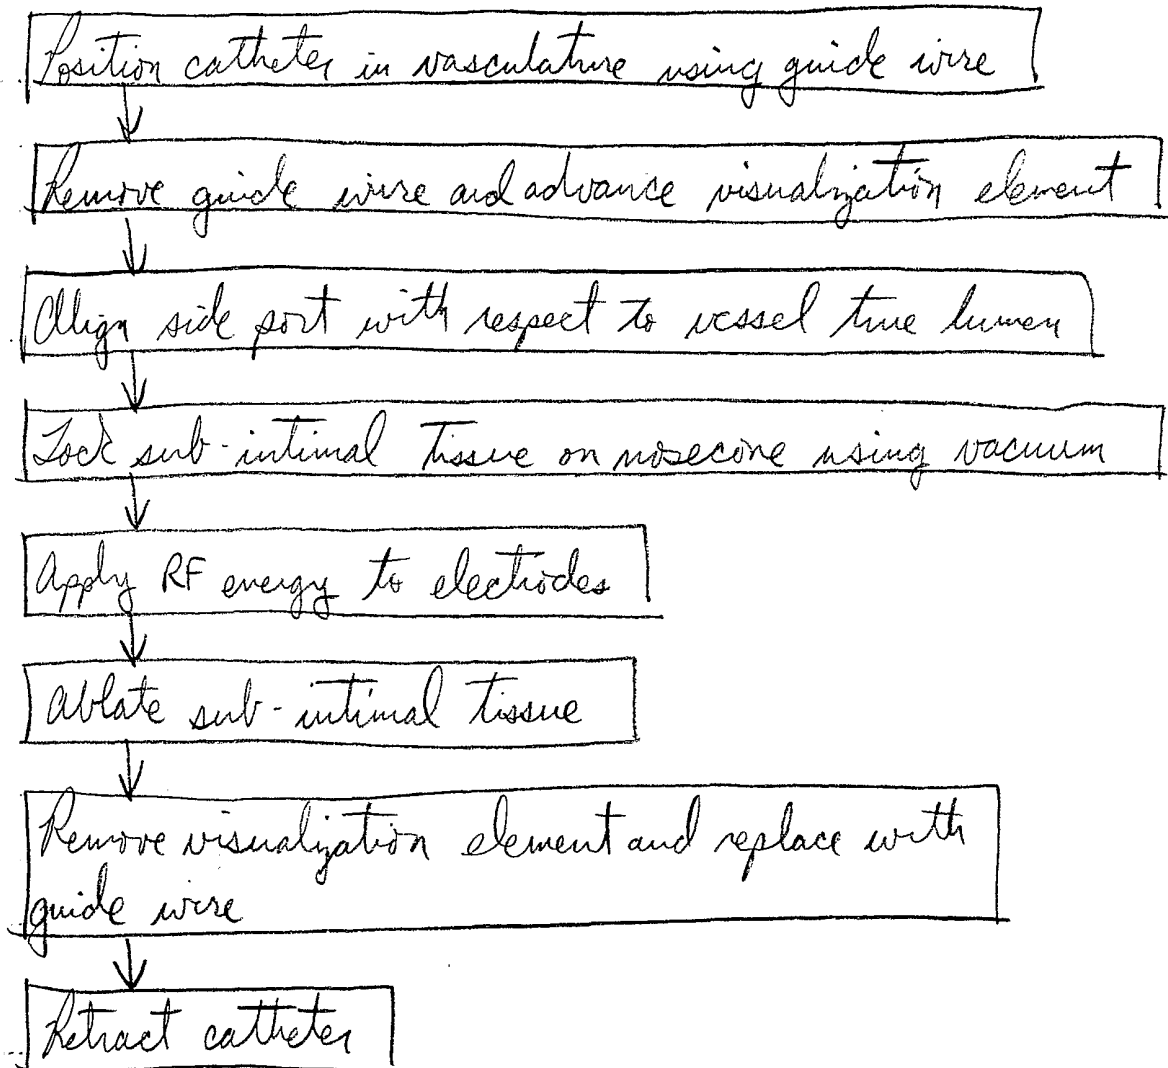 Position catheter in vasculature using guide wire
Remove guide wire and advance visualization element
Align side port with respect to vessel true lumen
Lock sub-intimal tissue on nosecone using vacuum
Apply RF energy to electrodes
Ablate sub-intimal tissue
Remove visualization element and replace with
guide wire
Retract catheter